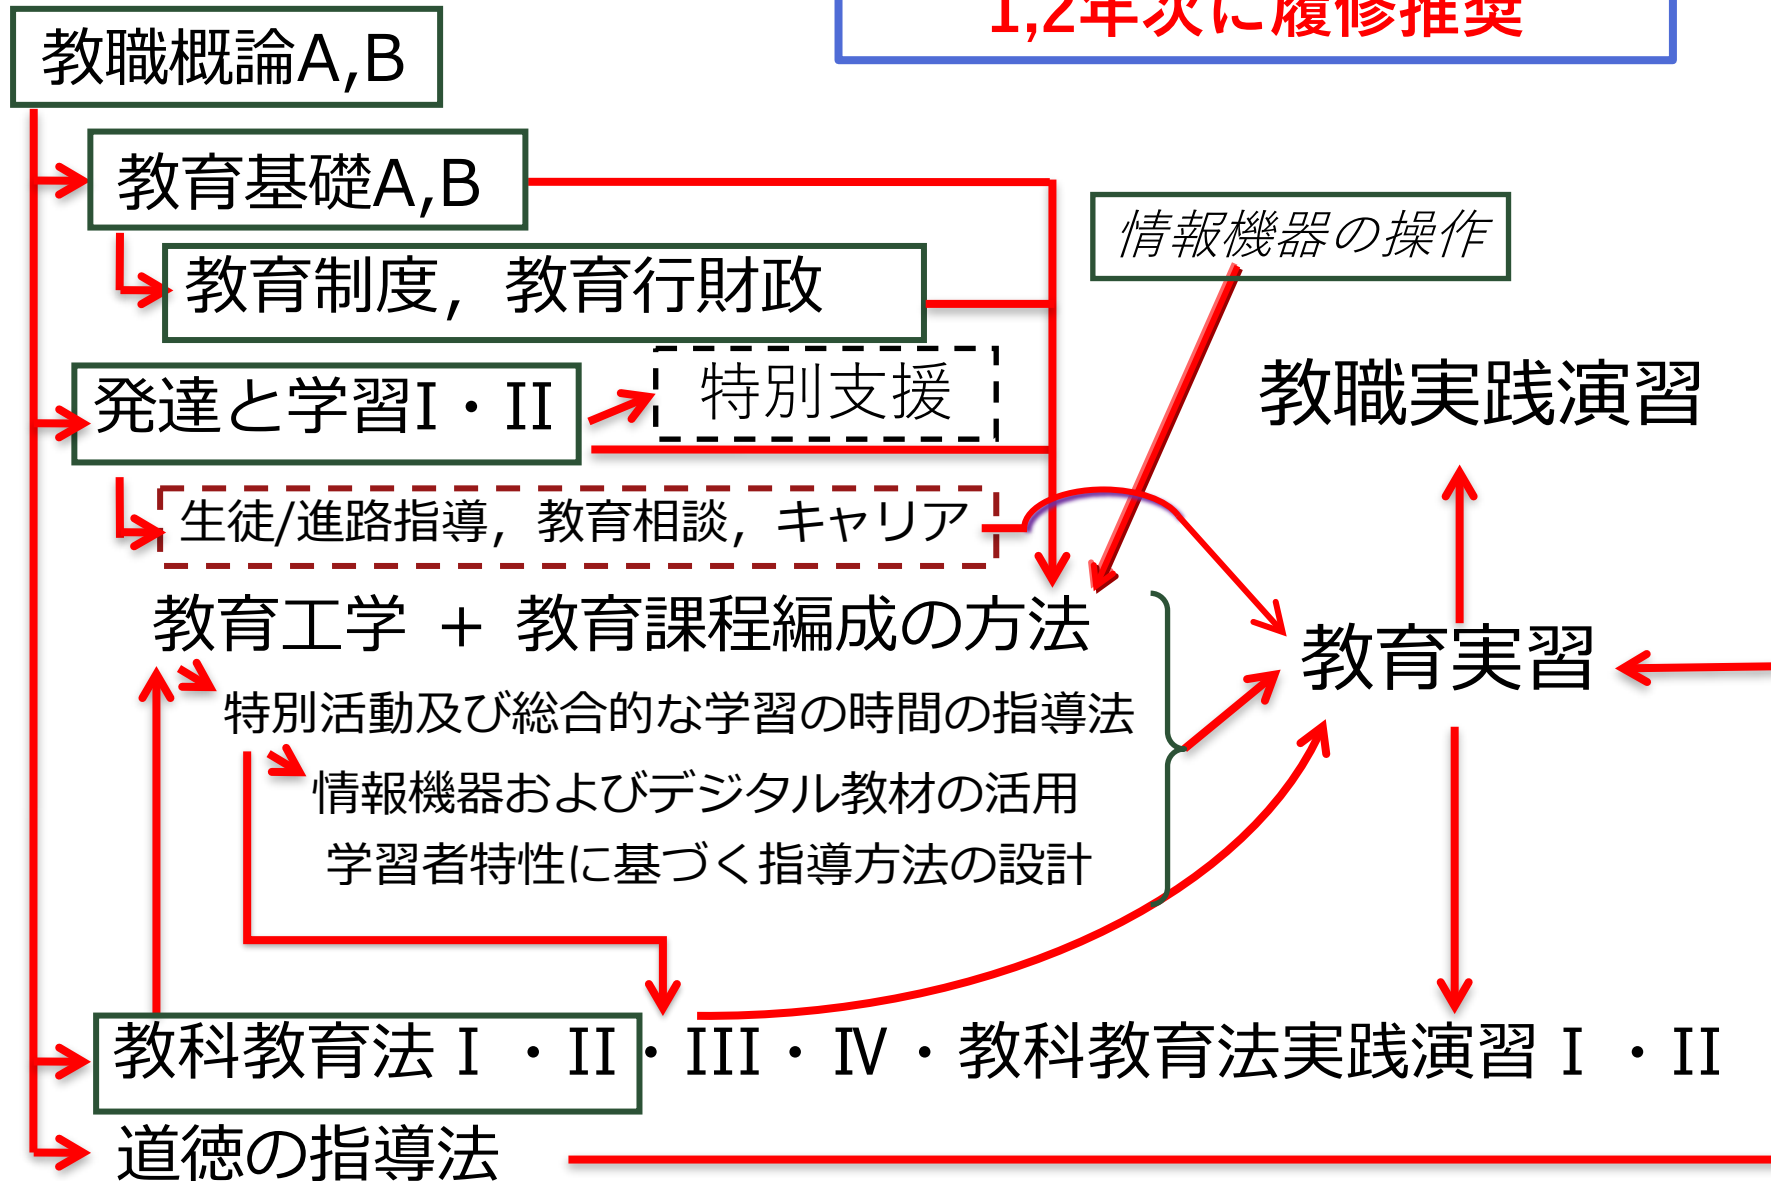 1,2年次に履修推奨
教職概論A,B
教育基礎A,B
情報機器の操作
教育制度，教育行財政
発達と学習I・II
特別支援
教職実践演習
生徒/進路指導，教育相談，キャリア
教育工学 + 教育課程編成の方法
教育実習
特別活動及び総合的な学習の時間の指導法
情報機器およびデジタル教材の活用
学習者特性に基づく指導方法の設計
教科教育法Ⅰ・II・III・Ⅳ・教科教育法実践演習Ⅰ・II
道徳の指導法